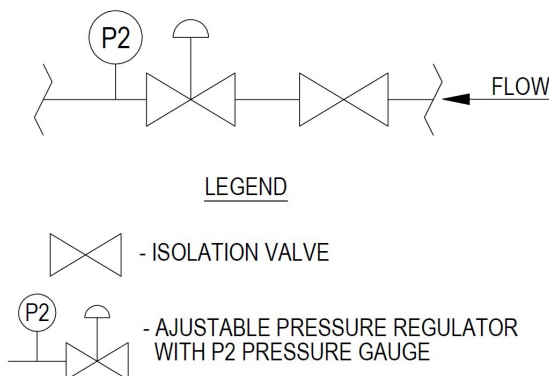 P2
FLOW
LEGEND
- ISOLATION VALVE
P2
- AJUSTABLE PRESSURE REGULATOR
WITH P2 PRESSURE GAUGE